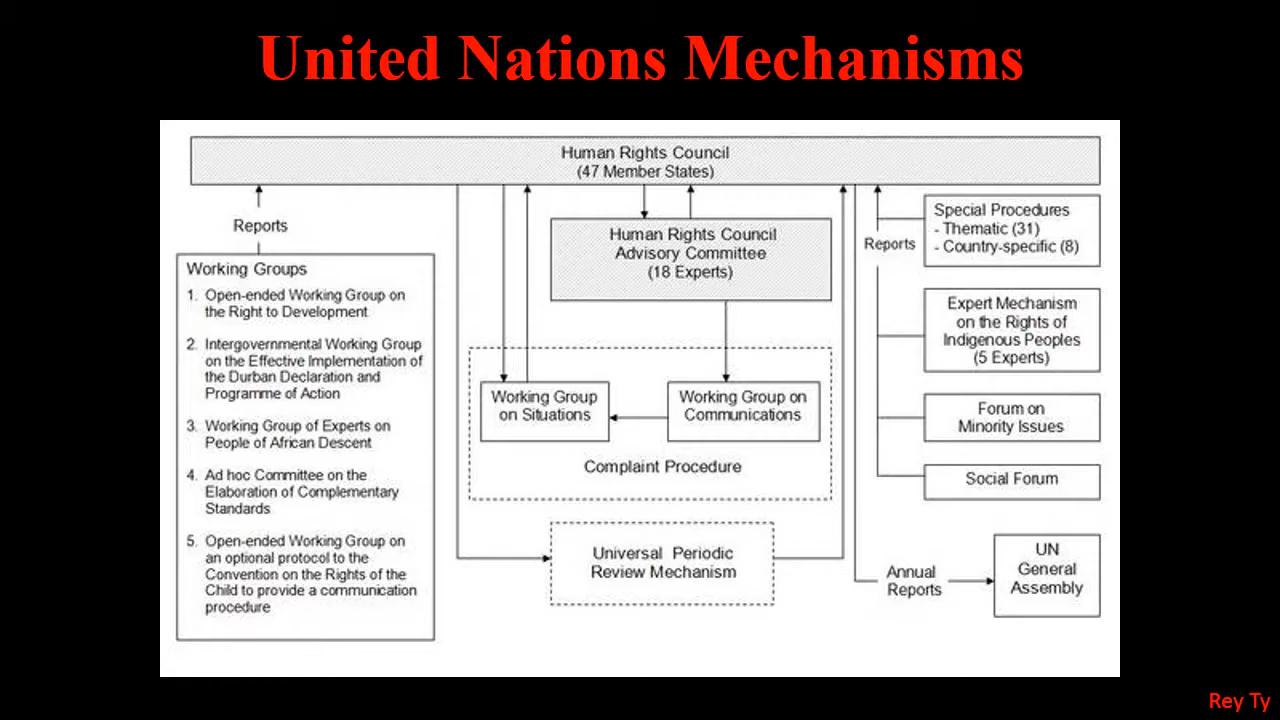 United Nations Mechanisms
Human Rights Council
(47 Member States)
Reports
Working Groups
1. Open-ended Working Group on
the Right to Development
2. Intergovernmental Working Group
on the Effective Implementation of
the Durban Declaration and
Programme of Action
3. Working Group of Experts on
People of African Descent
4. Ad hoc Committee on the
Elaboration of Complementary
Standards
5. Open-ended Working Group on
an optional protocol to the
Convention on the Rights of the
Child to provide a communication
procedure
Human Rights Council
Advisory Committee
(18 Experts)
Working Group
on Situations
Working Group on
Communications
Complaint Procedure
Universal Periodic
Review Mechanism
Reports
Special Procedures
- Thematic (31)
- Country-specific (8)
Expert Mechanism
on the Rights of
Indigenous Peoples
(5 Experts)
Forum on
Minority Issues
Social Forum
Annual
Reports
UN
General
Assembly
Rey Ty